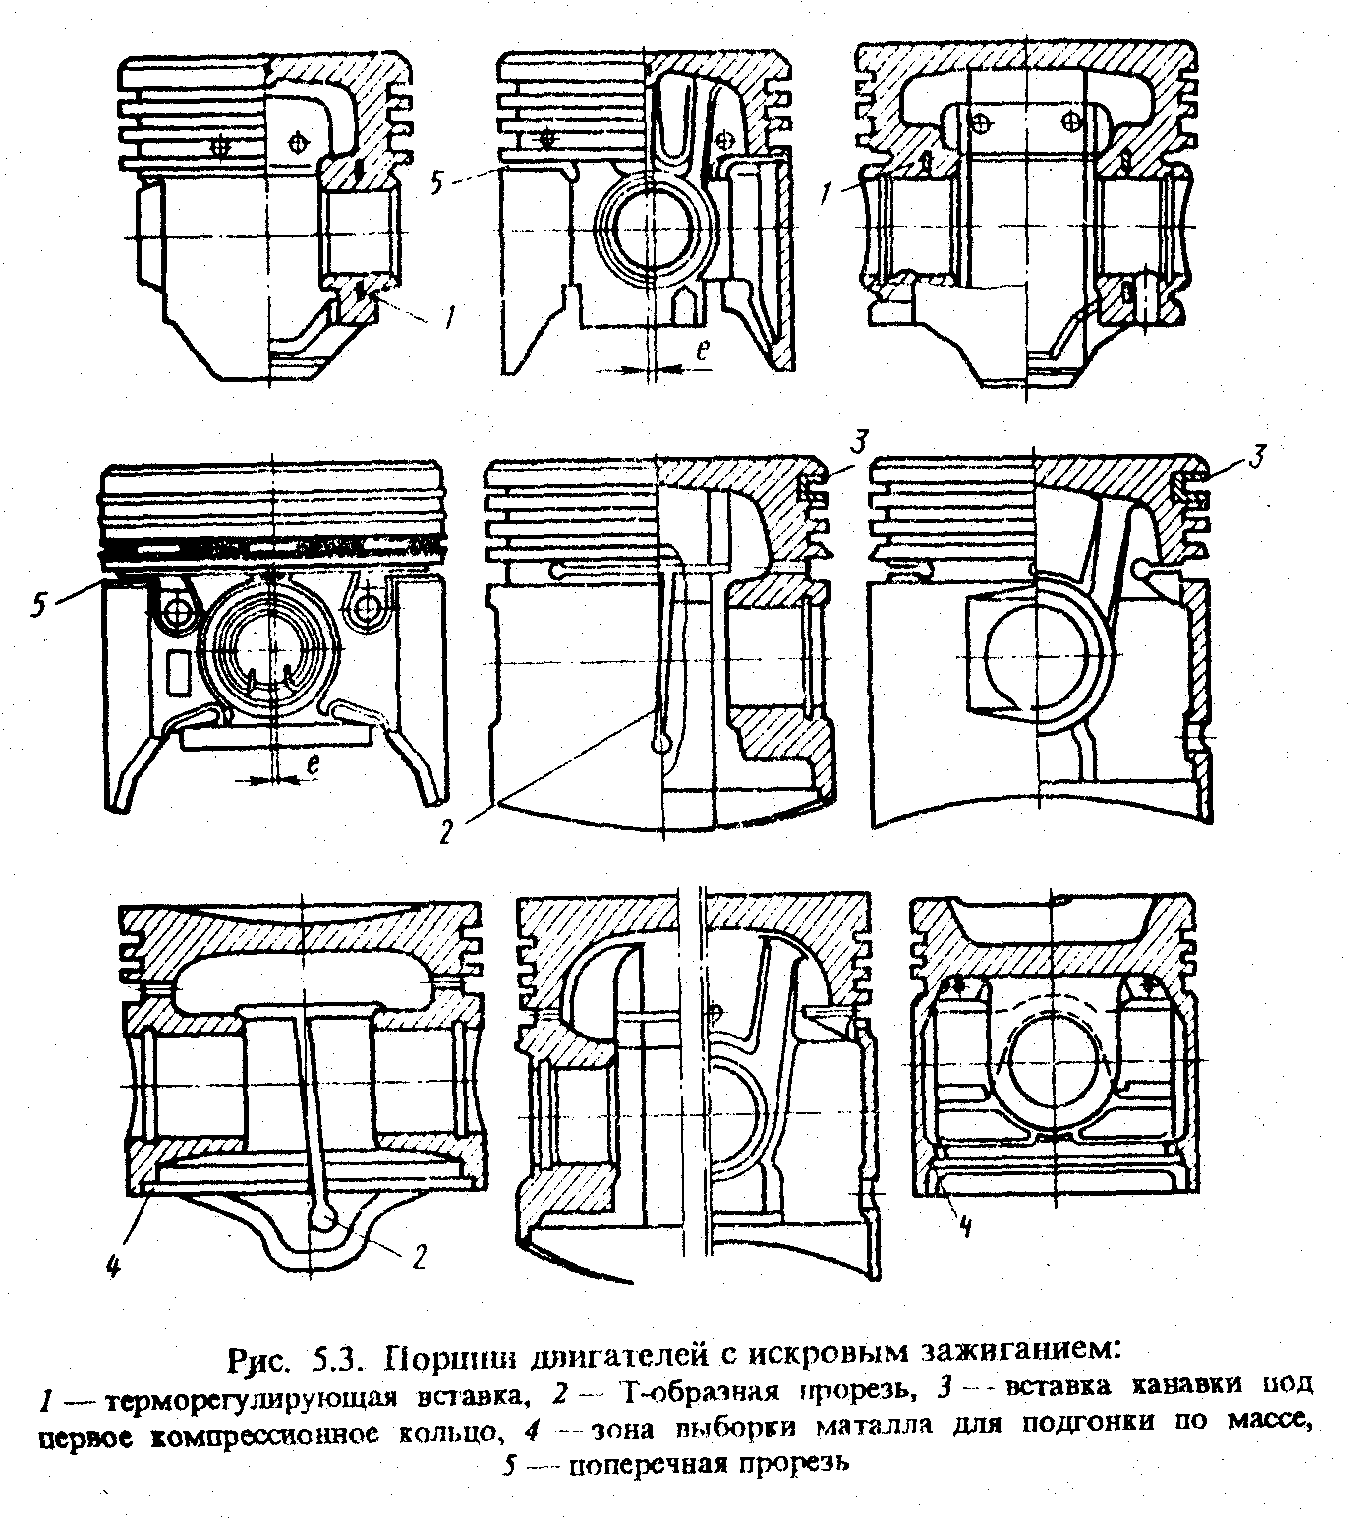 5
1
1
e
3
3
5
e
2
4
2
4
Рис. 5.3. Поршни двигателей с искровым зажиганием:
1 — терморегулирующая вставка, 2 — Т-образная прорезь, 3 — вставка канавки под
первое компрессионное кольцо, 4 — зона выборки маталла для подгонки по массе,
5 — поперечная прорезь